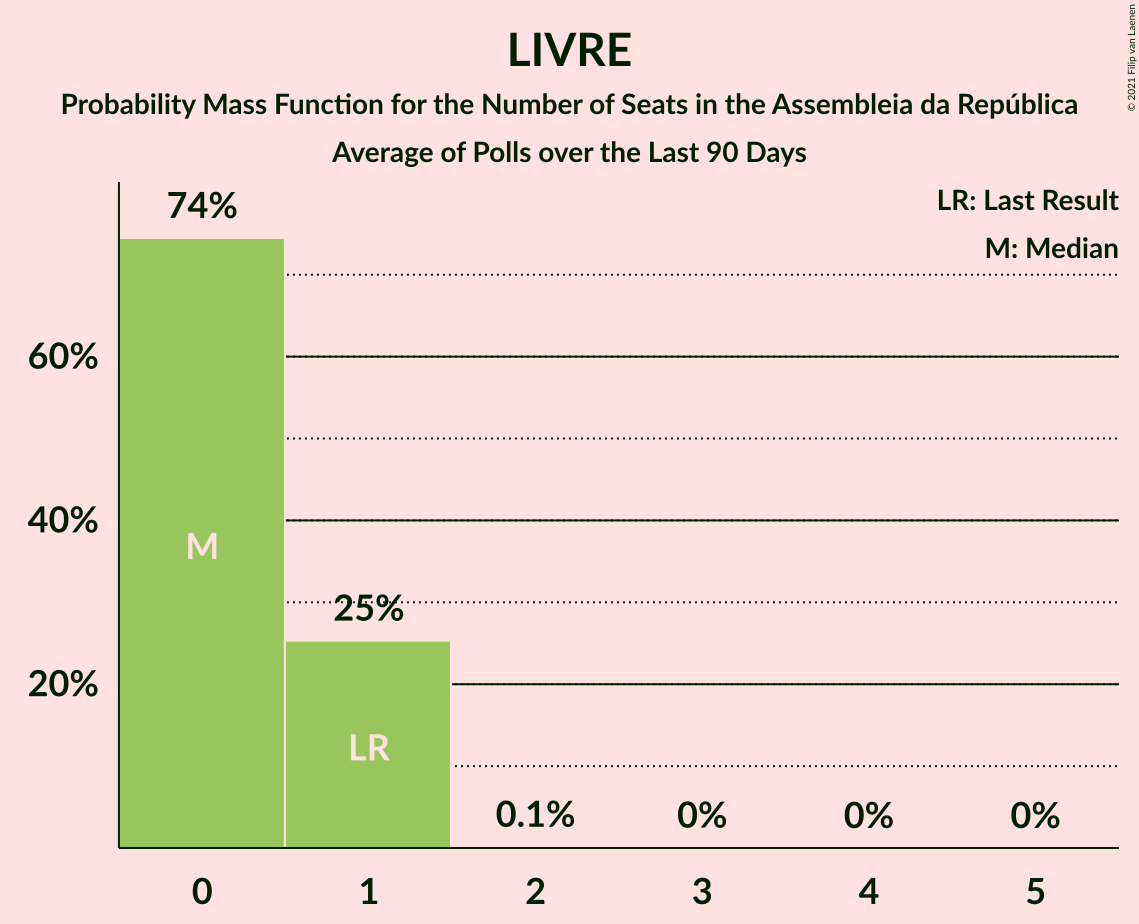 LIVRE
Probability Mass Function for the Number of Seats in the Assembleia da República
Average of Polls over the Last 90 Days
© 2021 Filip van Laenen
LR: Last Result
M: Median
74%
60%
40%
20%
M
25%
LR
0.1%
0%
0%
0%
0
1
2
3
4
5